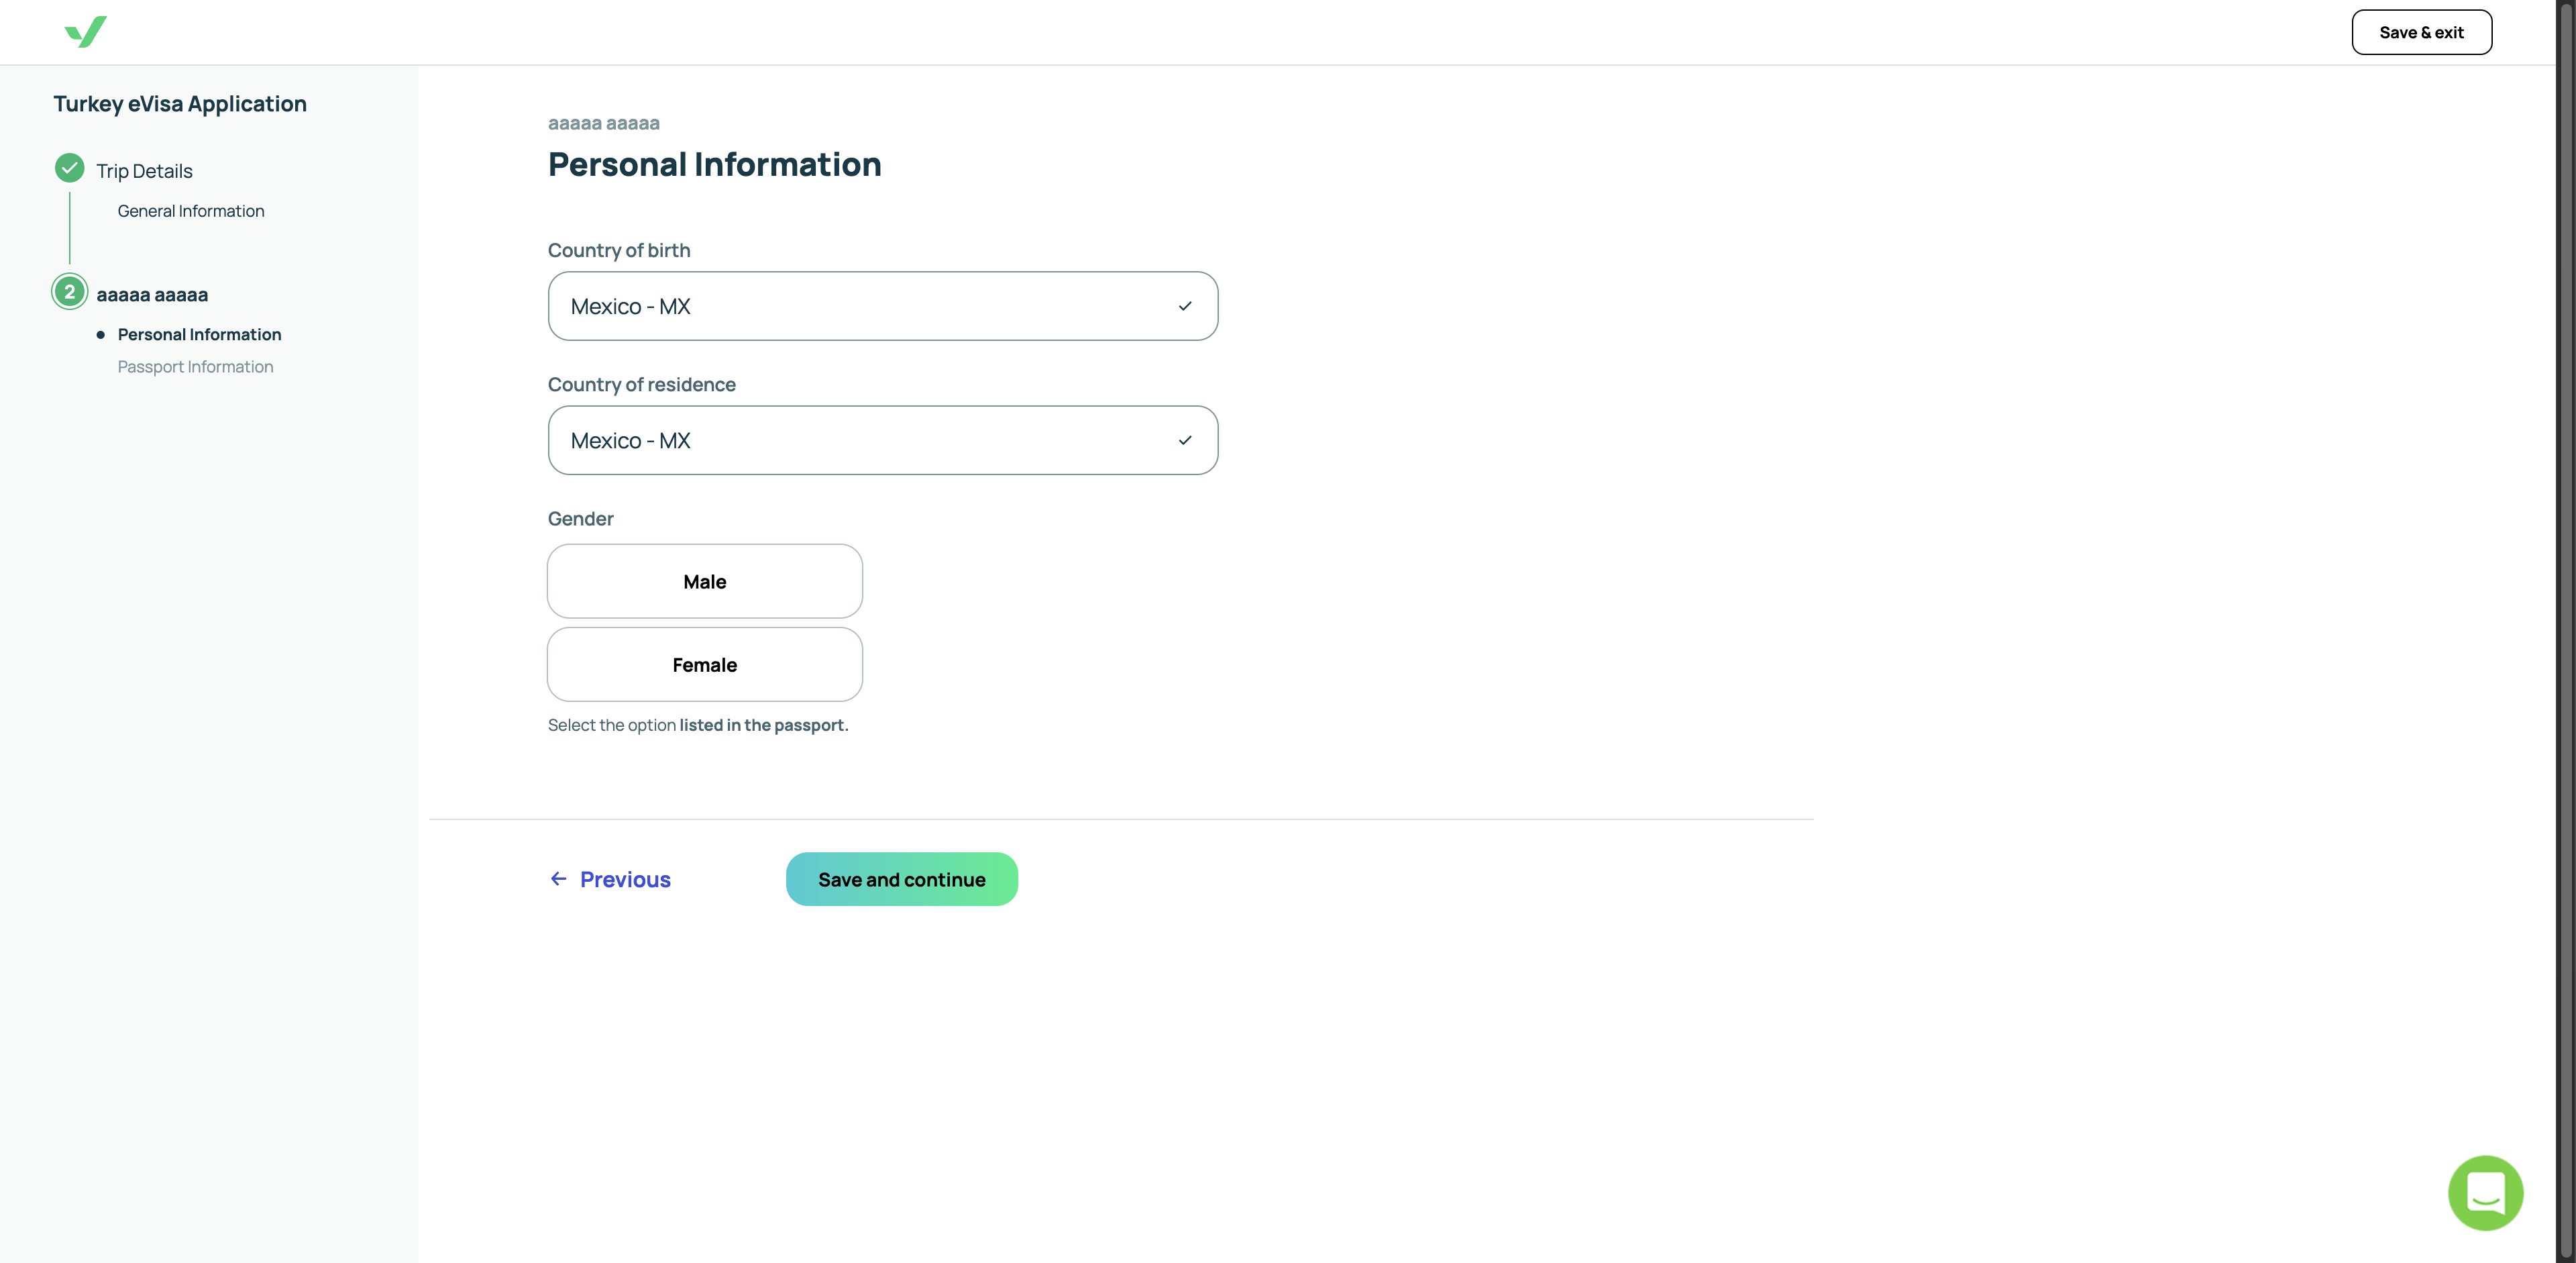 Save & exit
Turkey eVisa Application
Trip Details
General Information
2 aaaaa aaaaa
Personal Information
Passport Information
aaaaa aaaaa
Personal Information
Country of birth
Mexico - MX
Country of residence
Mexico - MX
Gender
Male
Female
Select the option listed in the passport.
Previous
Save and continue